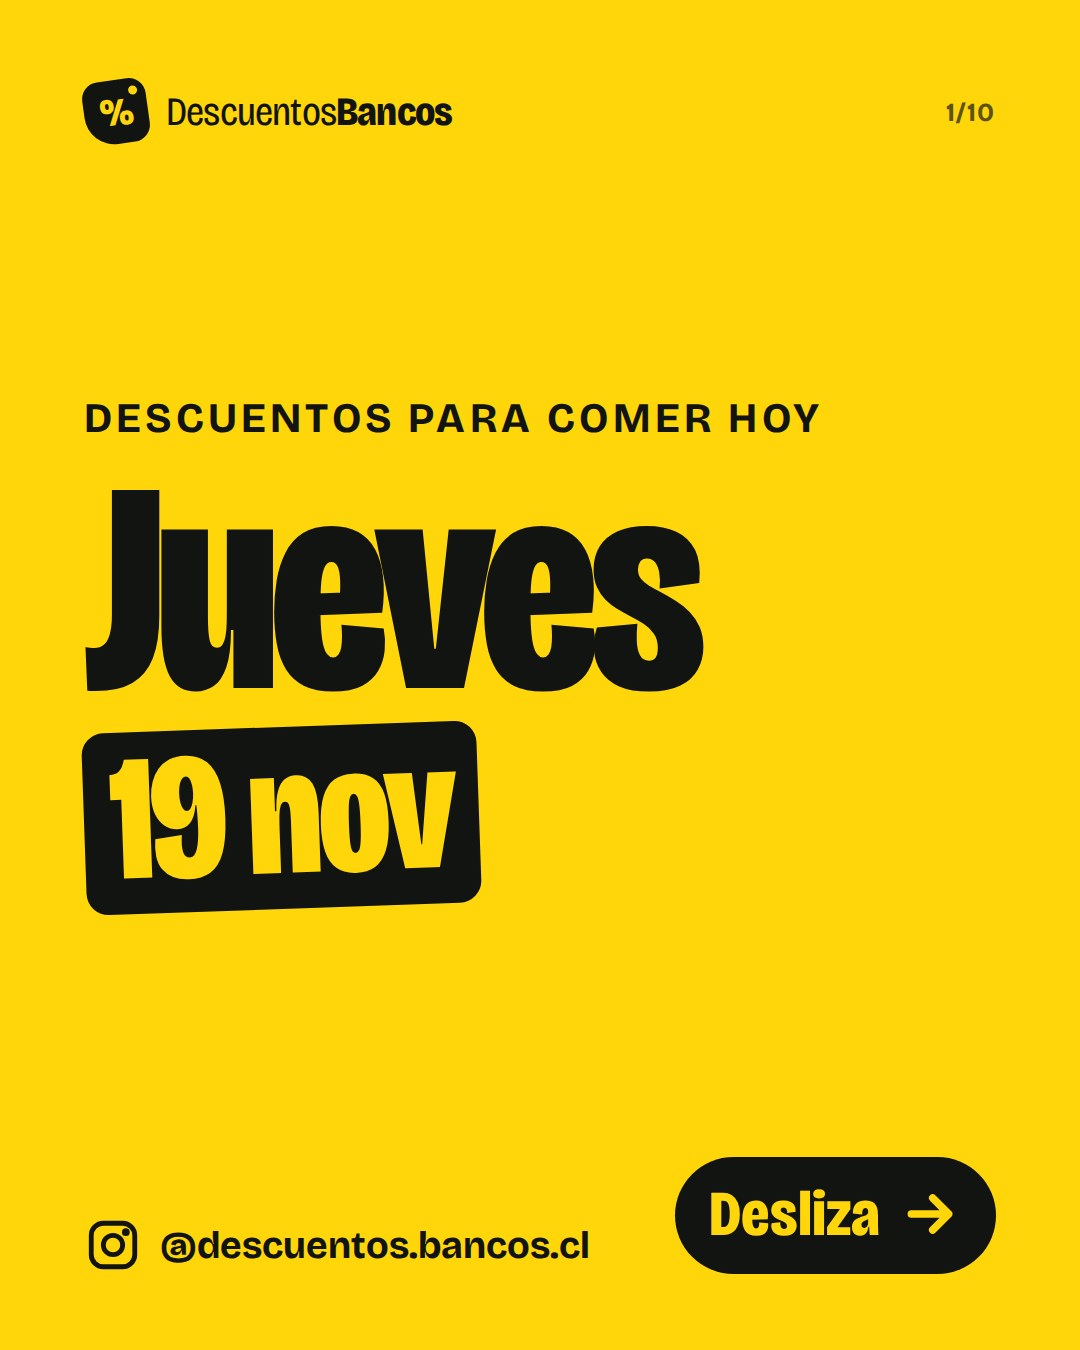 %
DescuentosBancos
1/10
DESCUENTOS PARA COMER HOY
Jueves
19 nov
@descuentos.bancos.cl
Desliza →